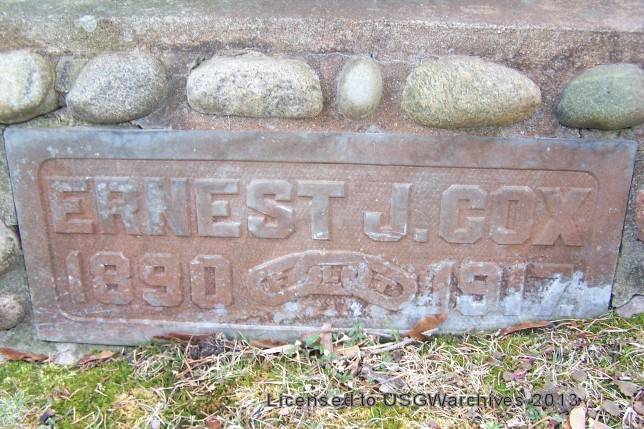 ERNEST J. COX
1890 1917
Licensed to USGWarchives 2013